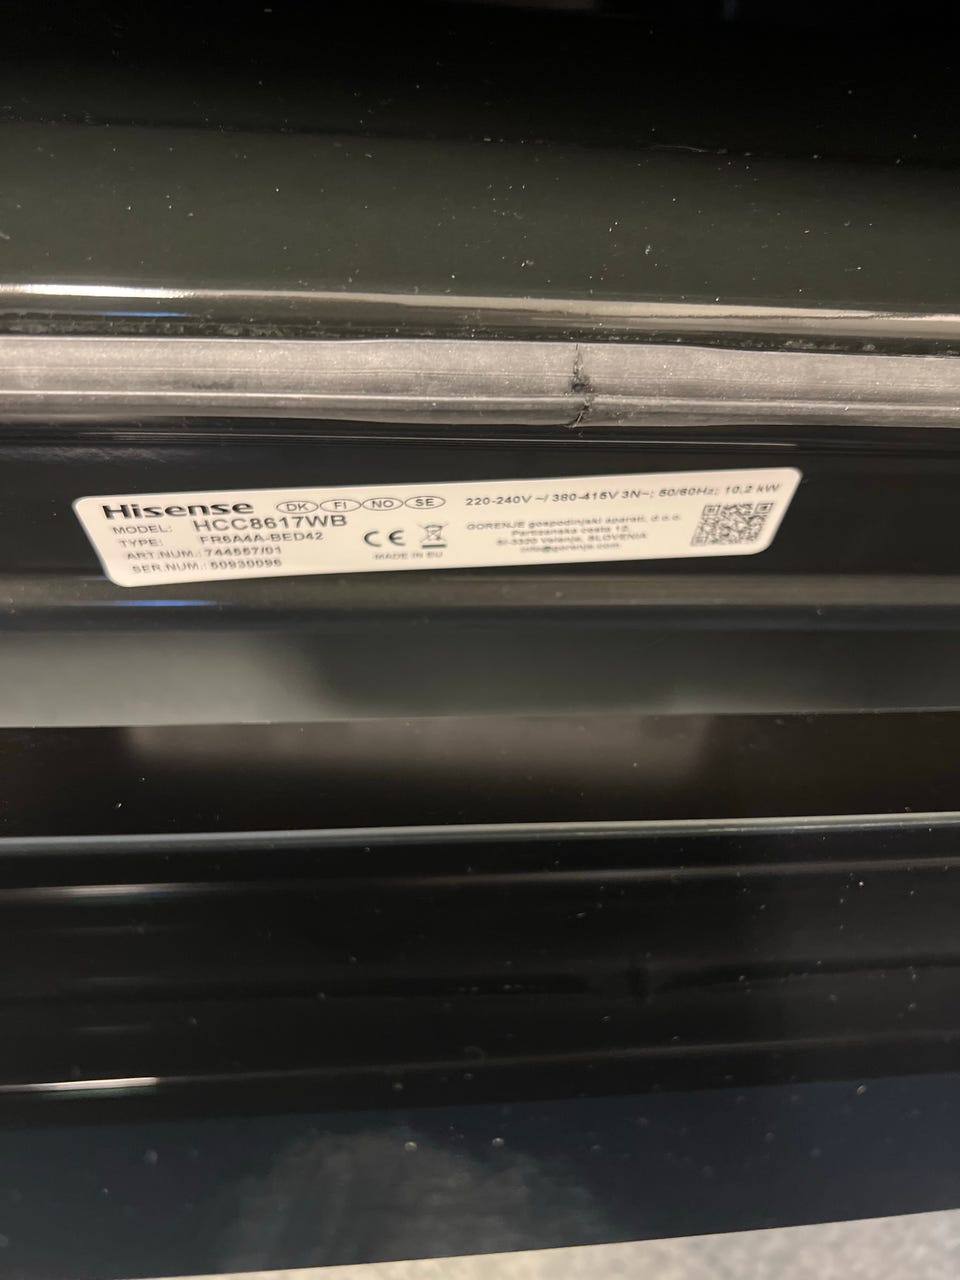 Hisense DK FI NO SE 220-240V ~/ 380-415V 3N~; 50/60Hz; 10,2 kW
MODEL: HCC8617WB
TYPE: FR6A4A-BED42
ART.NUM.: 744557/01
SER.NUM.: 50930096
CE
MADE IN EU
GORENJE gospodinjski aparati, d.o.o.
Partizanska cesta 12,
SI-3320 Velenje, SLOVENIA
info@gorenje.com